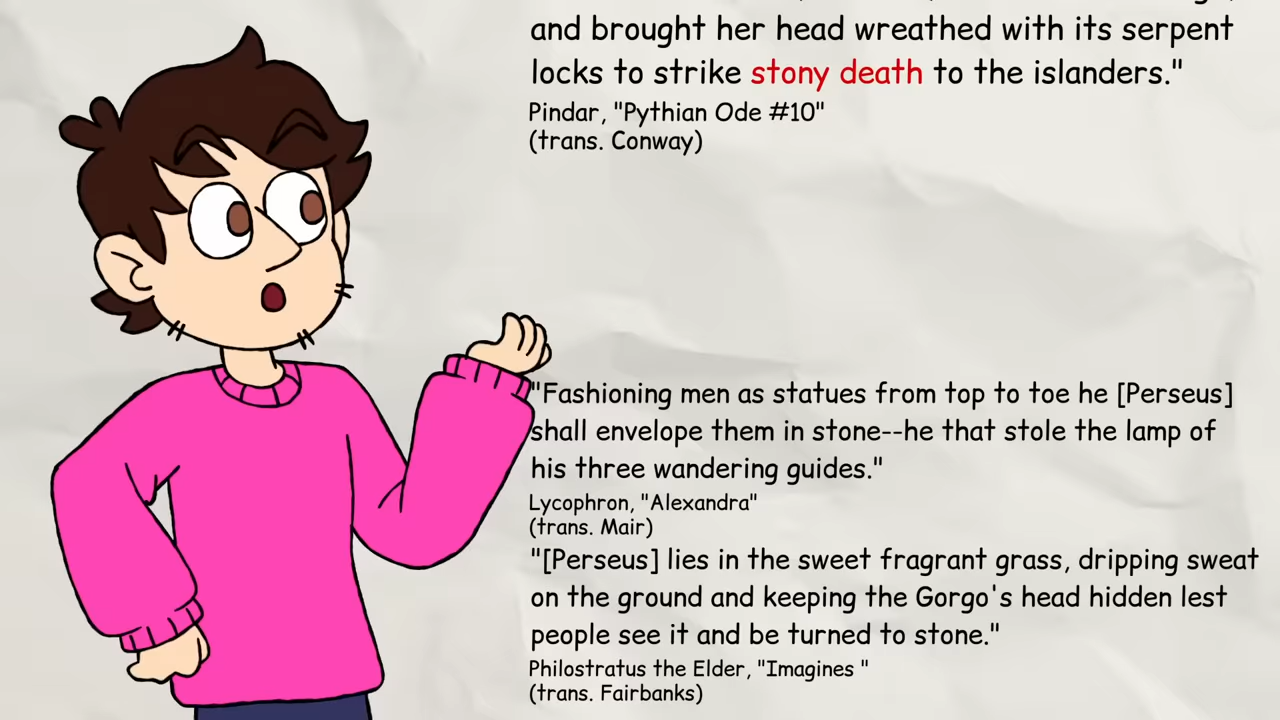 and brought her head wreathed with its serpent
locks to strike stony death to the islanders."
Pindar, "Pythian Ode #10"
(trans. Conway)
"Fashioning men as statues from top to toe he [Perseus]
shall envelope them in stone--he that stole the lamp of
his three wandering guides."
Lycophron, "Alexandra"
(trans. Mair)
"[Perseus] lies in the sweet fragrant grass, dripping sweat
on the ground and keeping the Gorgo's head hidden lest
people see it and be turned to stone."
Philostratus the Elder, "Imagines "
(trans. Fairbanks)